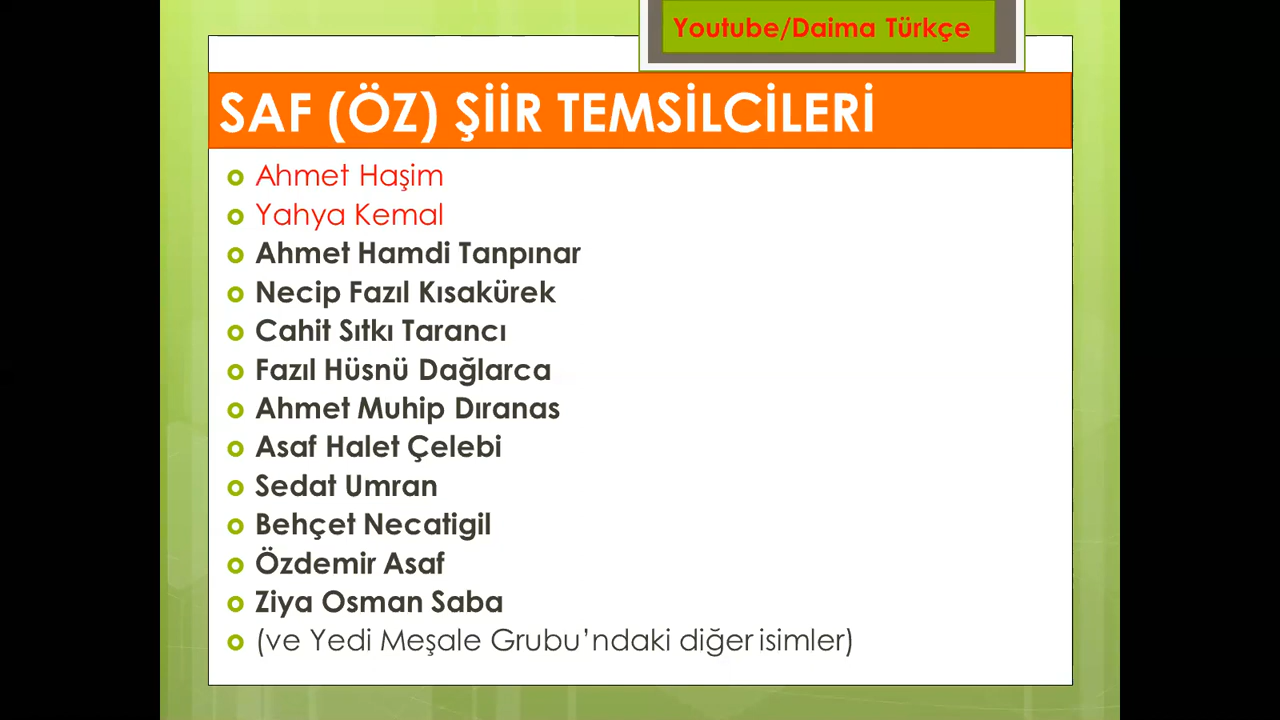 Youtube/Daima Türkçe
SAF (ÖZ) ŞİİR TEMSİLCİLERİ
Ahmet Haşim
Yahya Kemal
Ahmet Hamdi Tanpınar
Necip Fazıl Kısakürek
Cahit Sıtkı Tarancı
Fazıl Hüsnü Dağlarca
Ahmet Muhip Dıranas
Asaf Halet Çelebi
Sedat Umran
Behçet Necatigil
Özdemir Asaf
Ziya Osman Saba
(ve Yedi Meşale Grubu’ndaki diğer isimler)